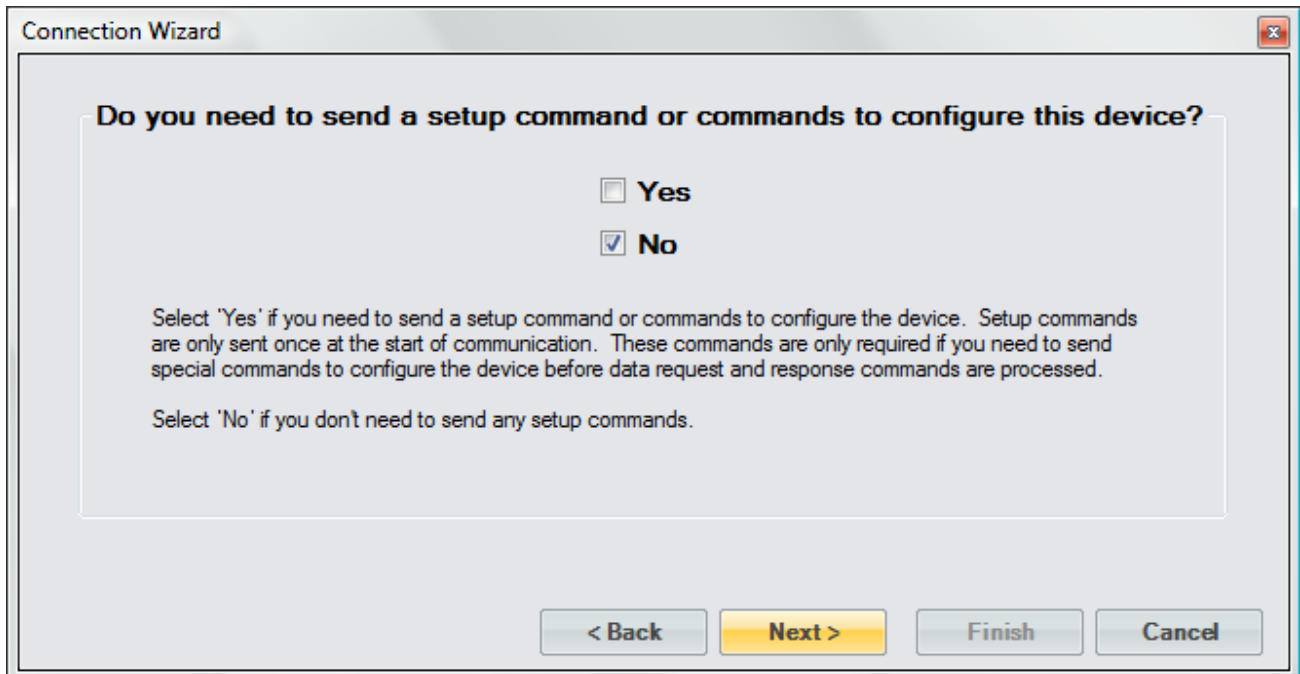 Connection Wizard
Do you need to send a setup command or commands to configure this device?
Yes
No
Select 'Yes' if you need to send a setup command or commands to configure the device.  Setup commands
are only sent once at the start of communication.  These commands are only required if you need to send
special commands to configure the device before data request and response commands are processed.
Select 'No' if you don't need to send any setup commands.
< Back Next > Finish Cancel